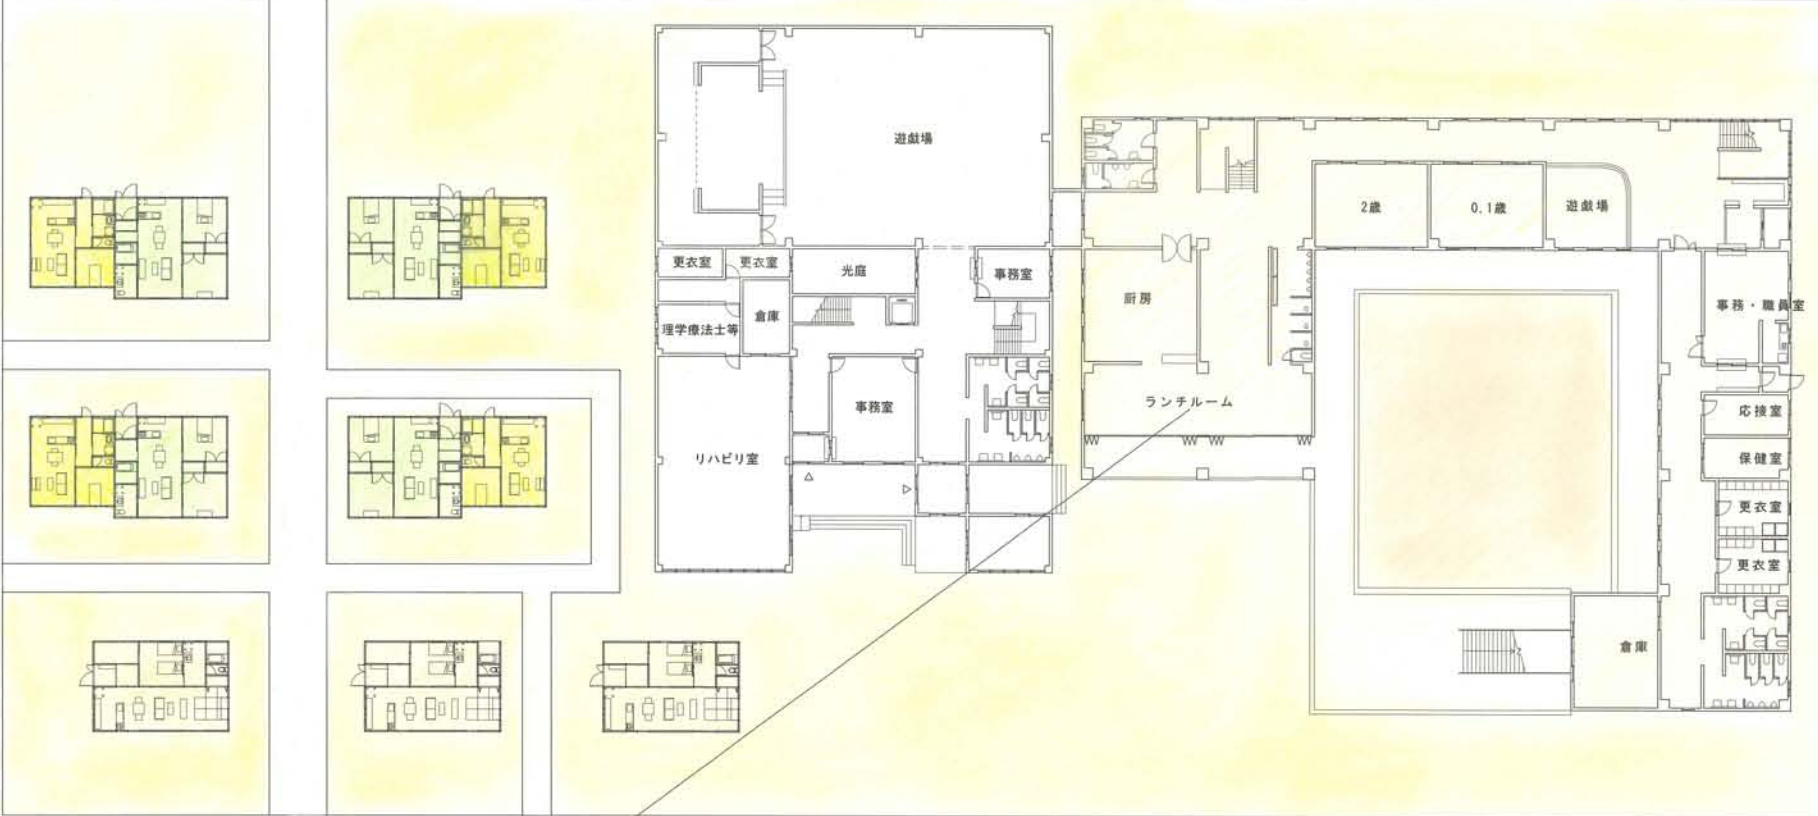 遊戯場
更衣室
更衣室
光庭
事務室
倉庫
理学療法士等
事務室
リハビリ室
2歳
0.1歳
遊戯場
厨房
ランチルーム
事務・職員室
応接室
保健室
更衣室
更衣室
倉庫